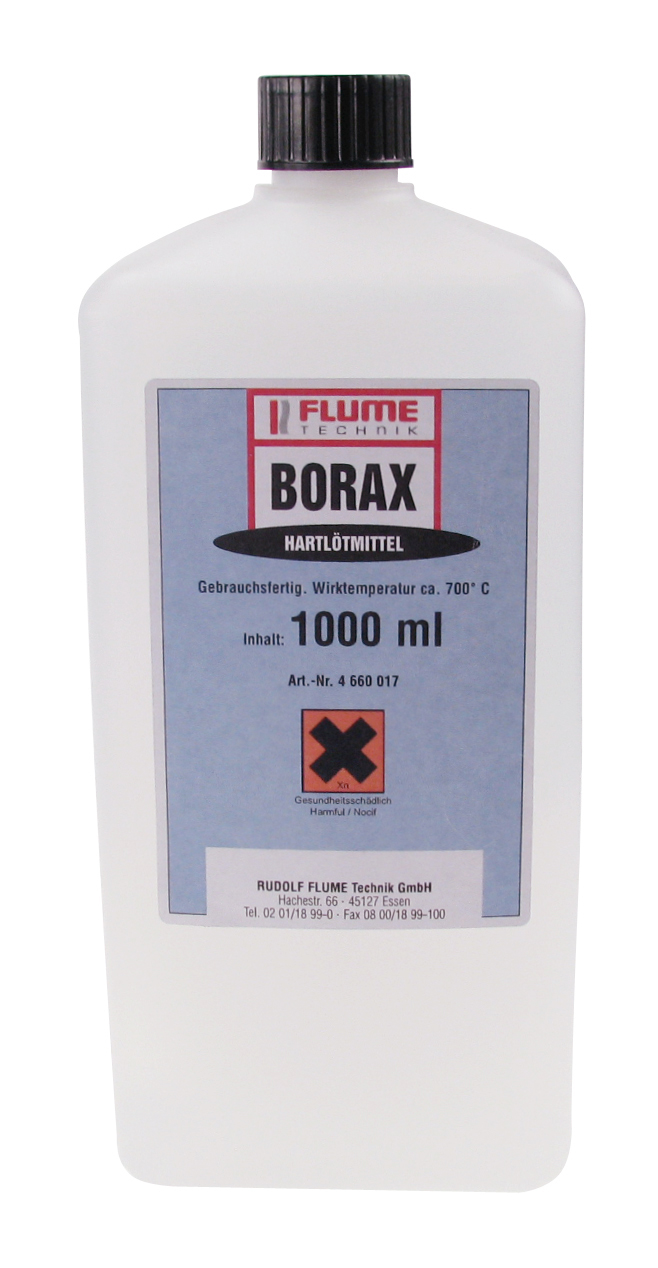 FLUME
TECHNIK
BORAX
HARTLÖTMITTEL
Gebrauchsfertig. Wirktemperatur ca. 700° C
Inhalt: 1000 ml
Art.-Nr. 4 660 017
Xn
Gesundheitsschädlich
Harmful / Nocif
RUDOLF FLUME Technik GmbH
Hachestr. 66 - 45127 Essen
Tel. 02 01/18 99-0 - Fax 08 00/18 99-100